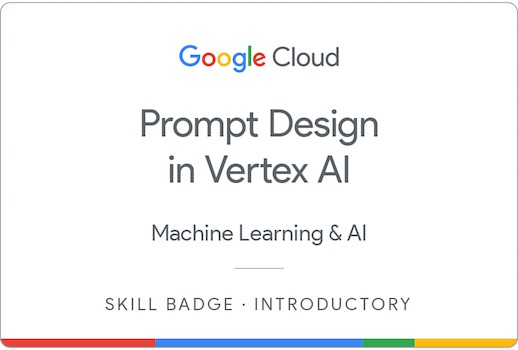 Google Cloud
Prompt Design
in Vertex AI
Machine Learning & AI
SKILL BADGE · INTRODUCTORY